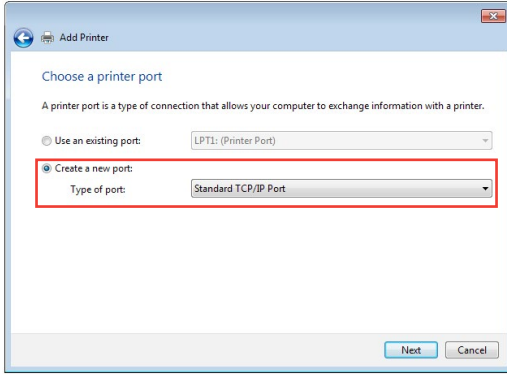 Add Printer
Choose a printer port
A printer port is a type of connection that allows your computer to exchange information with a printer.
Use an existing port: LPT1: (Printer Port)
Create a new port:
Type of port: Standard TCP/IP Port
Next Cancel